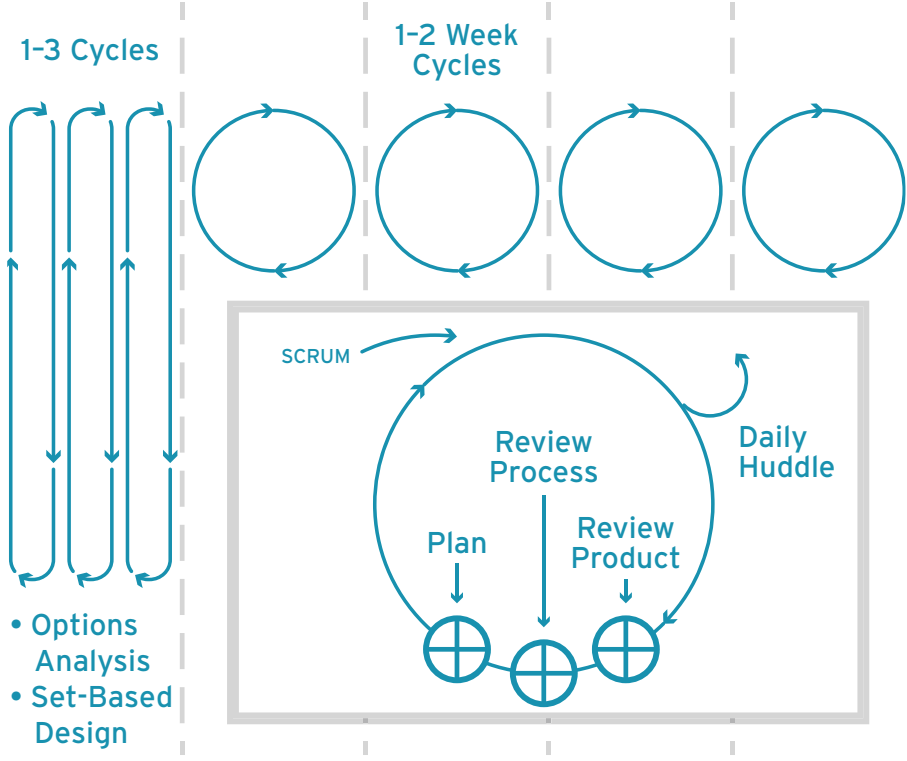 1–3 Cycles
1–2 Week
Cycles
SCRUM
Daily
Huddle
Review
Process
Review
Product
Plan
• Options
Analysis
• Set-Based
Design